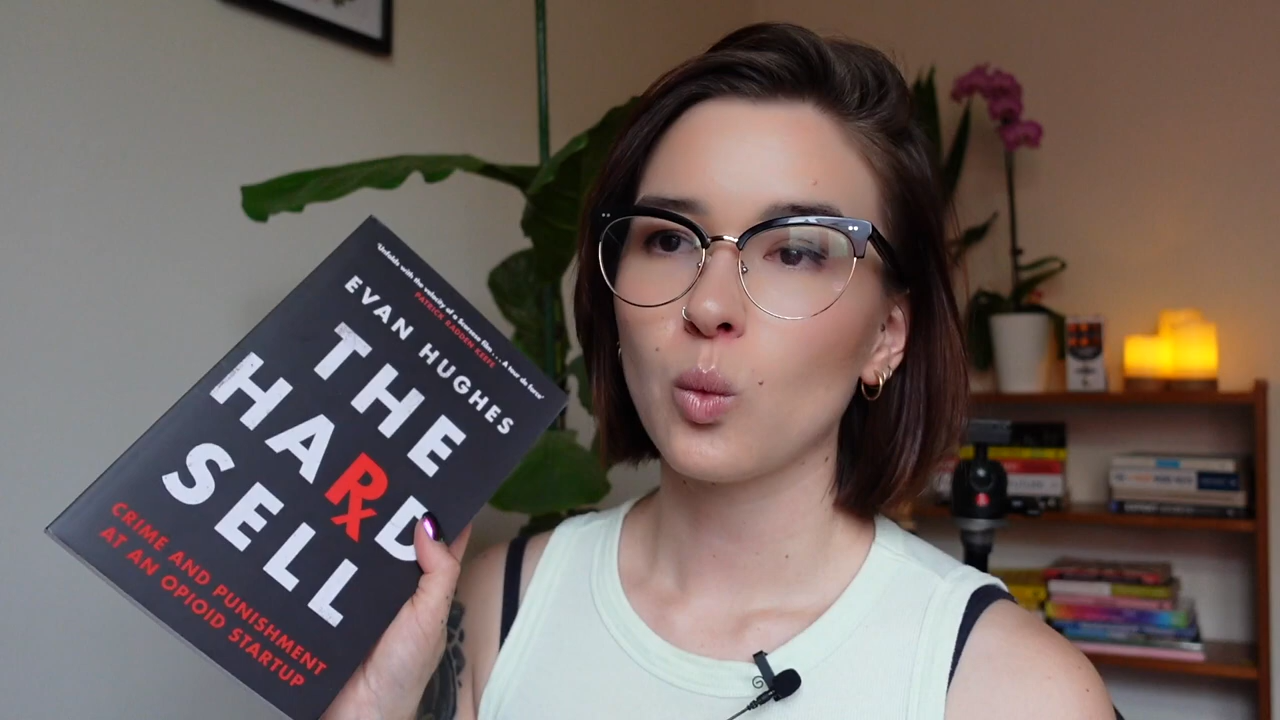 'Unfolds with the velocity of a Scorsese film . . . A tour de force'
PATRICK RADDEN KEEFE
EVAN HUGHES
THE
HARD
SELL
CRIME AND PUNISHMENT
AT AN OPIOID STARTUP